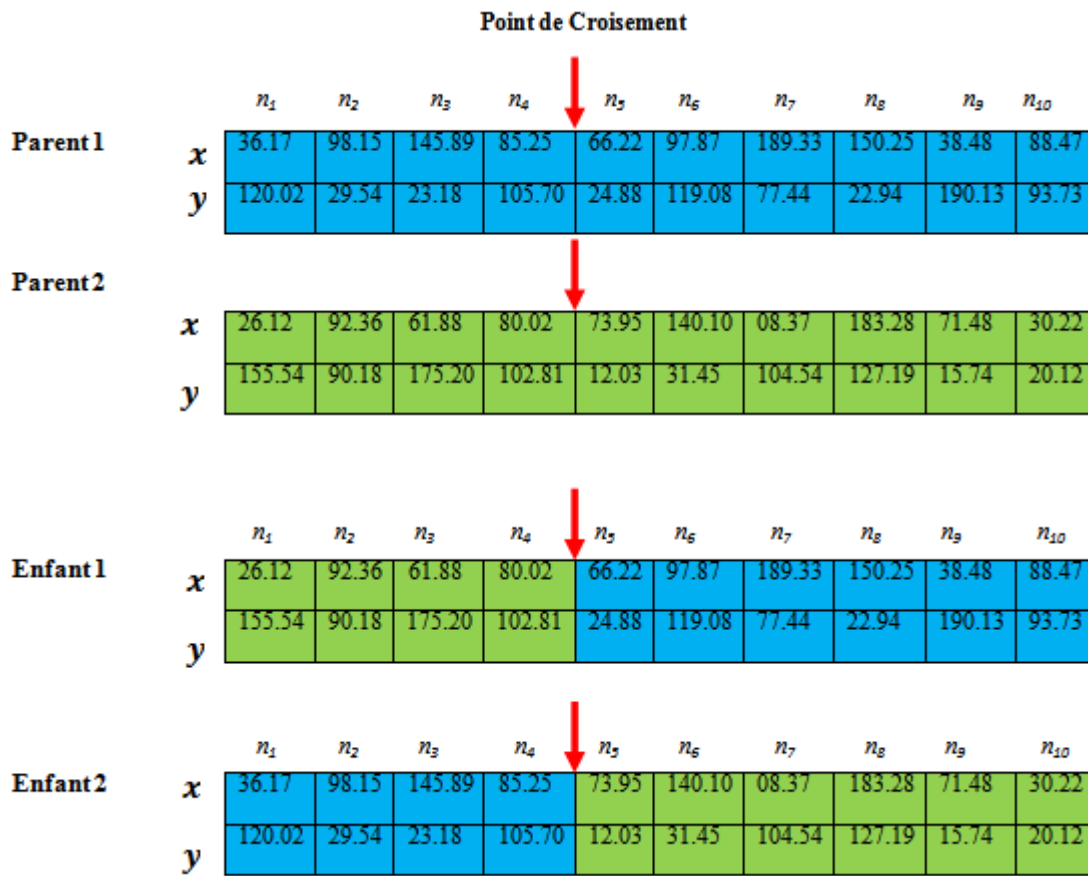 Point de Croisement
n1 n2 n3 n4 n5 n6 n7 n8 n9 n10
Parent 1
x 36.17 98.15 145.89 85.25 66.22 97.87 189.33 150.25 38.48 88.47
y 120.02 29.54 23.18 105.70 24.88 119.08 77.44 22.94 190.13 93.73
Parent 2
x 26.12 92.36 61.88 80.02 73.95 140.10 08.37 183.28 71.48 30.22
y 155.54 90.18 175.20 102.81 12.03 31.45 104.54 127.19 15.74 20.12
n1 n2 n3 n4 n5 n6 n7 n8 n9 n10
Enfant 1
x 26.12 92.36 61.88 80.02 66.22 97.87 189.33 150.25 38.48 88.47
y 155.54 90.18 175.20 102.81 24.88 119.08 77.44 22.94 190.13 93.73
n1 n2 n3 n4 n5 n6 n7 n8 n9 n10
Enfant 2
x 36.17 98.15 145.89 85.25 73.95 140.10 08.37 183.28 71.48 30.22
y 120.02 29.54 23.18 105.70 12.03 31.45 104.54 127.19 15.74 20.12